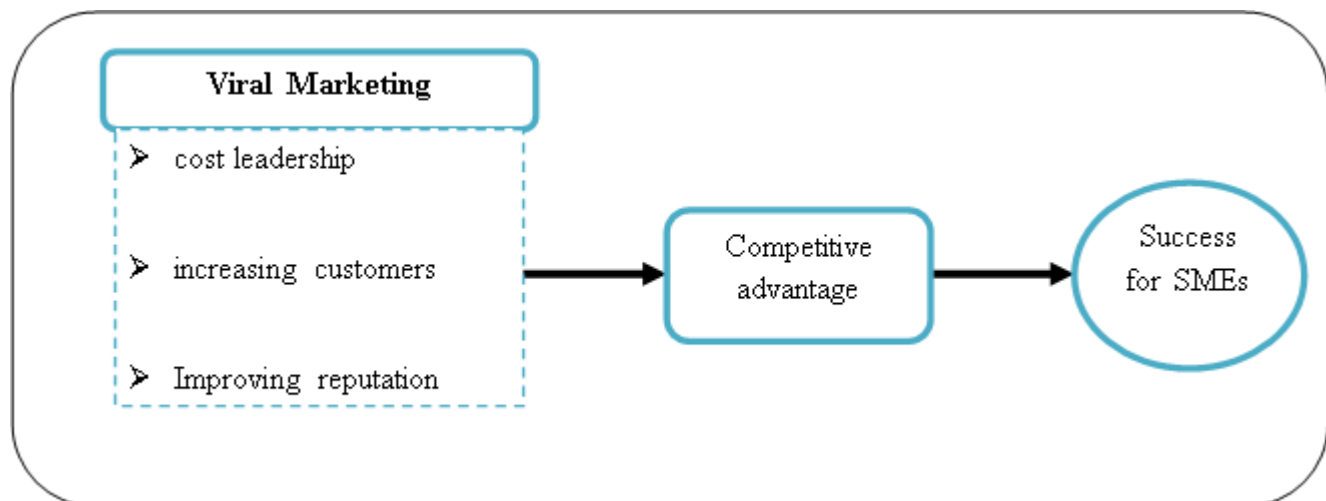 Viral Marketing
cost leadership
increasing customers
Improving reputation
Competitive
advantage
Success
for SMEs